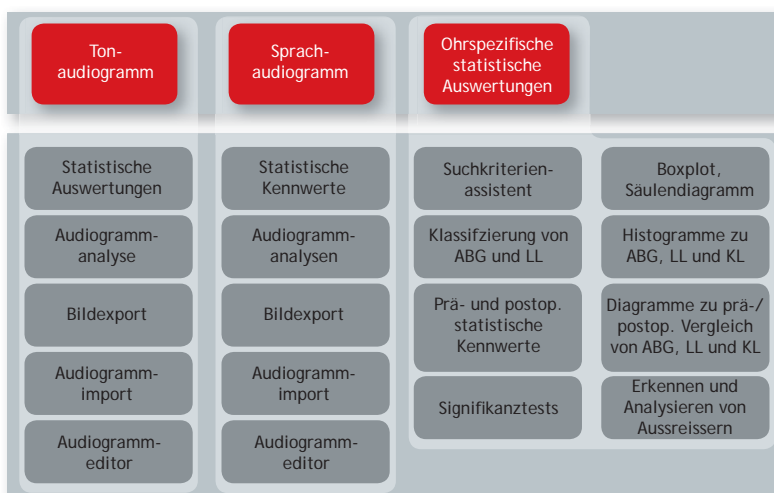 Ton-
audiogramm
Sprach-
audiogramm
Ohrspezifische
statistische
Auswertungen
Statistische
Auswertungen
Audiogramm-
analyse
Bildexport
Audiogramm-
import
Audiogramm-
editor
Statistische
Kennwerte
Audiogramm-
analysen
Bildexport
Audiogramm-
import
Audiogramm-
editor
Suchkriterien-
assistent
Klassifzierung von
ABG und LL
Prä- und postop.
statistische
Kennwerte
Signifikanztests
Boxplot,
Säulendiagramm
Histogramme zu
ABG, LL und KL
Diagramme zu prä-/
postop. Vergleich
von ABG, LL und KL
Erkennen und
Analysieren von
Aussreissern